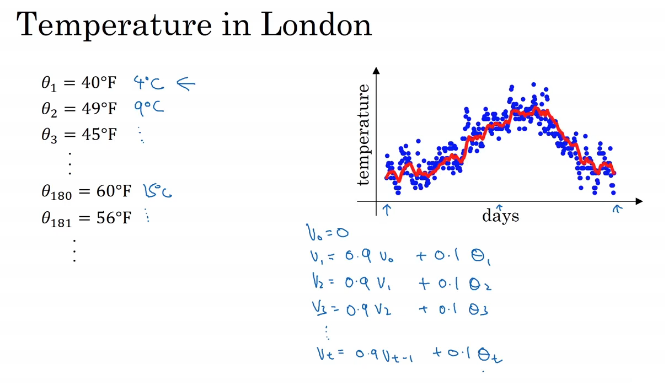 Temperature in London
θ₁ = 40°F 4°C ←
θ₂ = 49°F 9°C
θ₃ = 45°F ⋮
⋮
θ₁₈₀ = 60°F 15°C
θ₁₈₁ = 56°F ⋮
⋮
temperature
days
V₀ = 0
V₁ = 0.9 V₀ + 0.1 θ₁
V₂ = 0.9 V₁ + 0.1 θ₂
V₃ = 0.9 V₂ + 0.1 θ₃
⋮
Vₜ = 0.9 Vₜ₋₁ + 0.1 θₜ